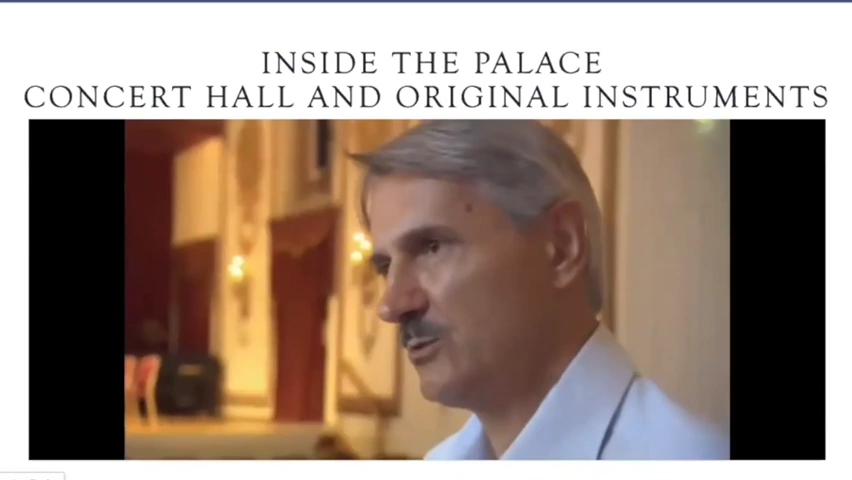 INSIDE THE PALACE
CONCERT HALL AND ORIGINAL INSTRUMENTS